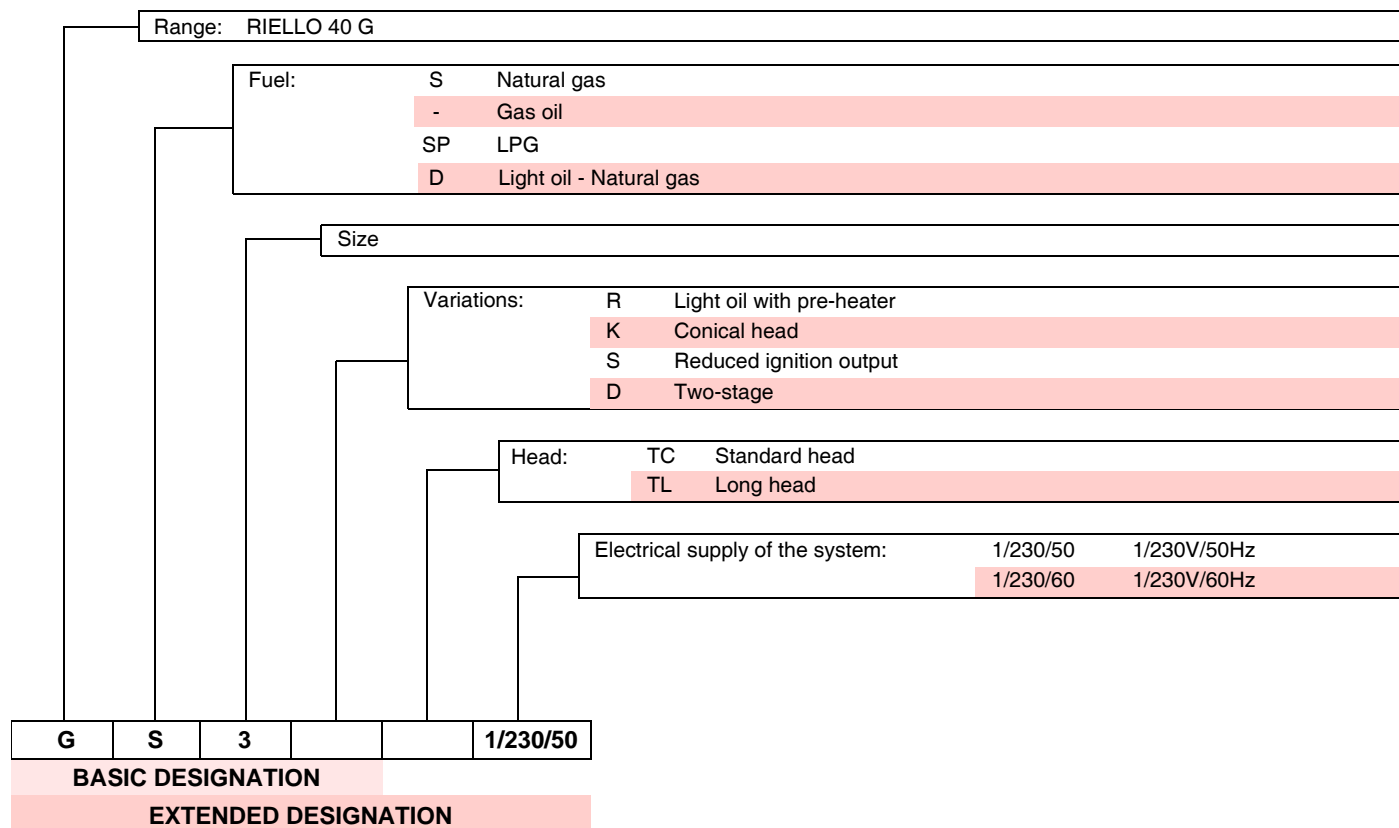 Range: RIELLO 40 G
Fuel: S Natural gas
- Gas oil
SP LPG
D Light oil - Natural gas
Size
Variations: R Light oil with pre-heater
K Conical head
S Reduced ignition output
D Two-stage
Head: TC Standard head
TL Long head
Electrical supply of the system: 1/230/50 1/230V/50Hz
1/230/60 1/230V/60Hz
G S 3 1/230/50
BASIC DESIGNATION
EXTENDED DESIGNATION